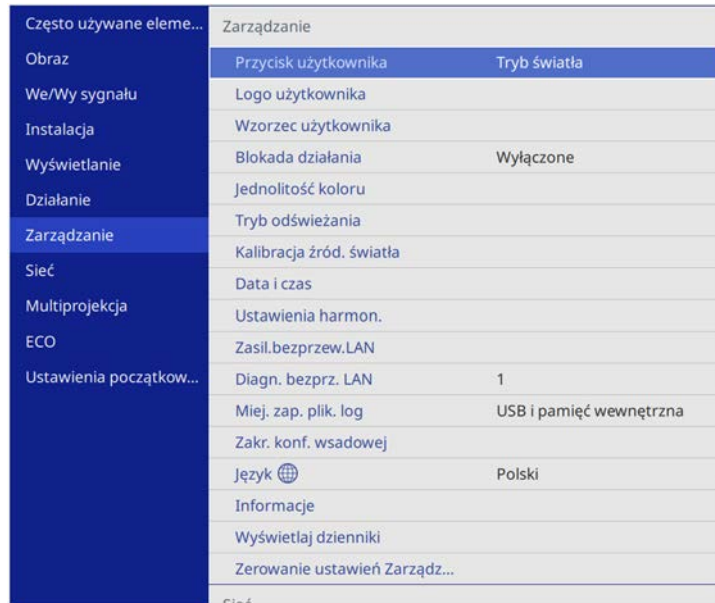 Często używane eleme...
Obraz
We/Wy sygnału
Instalacja
Wyświetlanie
Działanie
Zarządzanie
Sieć
Multiprojekcja
ECO
Ustawienia początkow...
Zarządzanie
Przycisk użytkownika Tryb światła
Logo użytkownika
Wzorzec użytkownika
Blokada działania Wyłączone
Jednolitość koloru
Tryb odświeżania
Kalibracja źród. światła
Data i czas
Ustawienia harmon.
Zasil.bezprzew.LAN
Diagn. bezprz. LAN 1
Miej. zap. plik. log USB i pamięć wewnętrzna
Zakr. konf. wsadowej
Język Polski
Informacje
Wyświetlaj dzienniki
Zerowanie ustawień Zarządz...